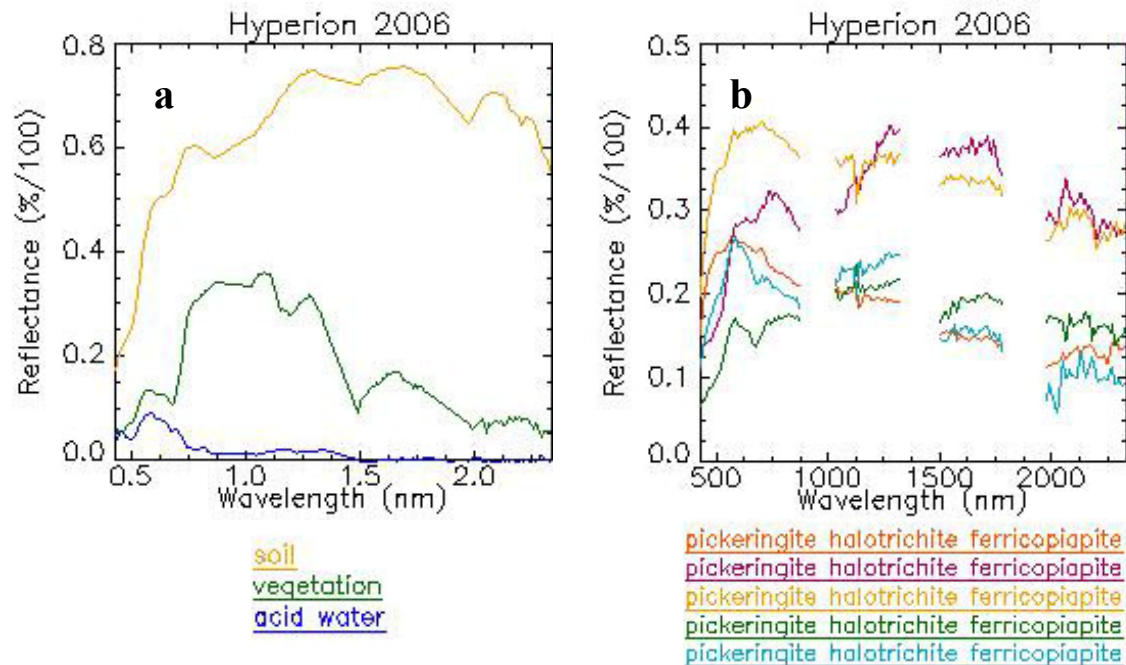 Hyperion 2006
a
Reflectance (%/100)
0.8
0.6
0.4
0.2
0.0
0.5
1.0
1.5
2.0
Wavelength (nm)
soil
vegetation
acid water
Hyperion 2006
b
Reflectance (%/100)
0.5
0.4
0.3
0.2
0.1
0.0
500
1000
1500
2000
Wavelength (nm)
pickeringite halotrichite ferricopiapite
pickeringite halotrichite ferricopiapite
pickeringite halotrichite ferricopiapite
pickeringite halotrichite ferricopiapite
pickeringite halotrichite ferricopiapite